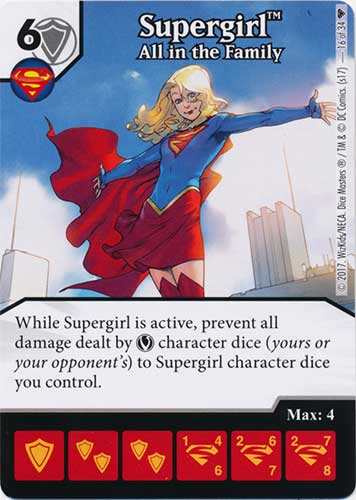 6
Supergirl™
All in the Family
— 16 of 34
© 2017. WizKids/NECA. Dice Masters ® / TM & © DC Comics. (s17)
While Supergirl is active, prevent all
damage dealt by character dice (yours or
your opponent's) to Supergirl character dice
you control.
Max: 4
1 4 6
2 6 7
2 7 8